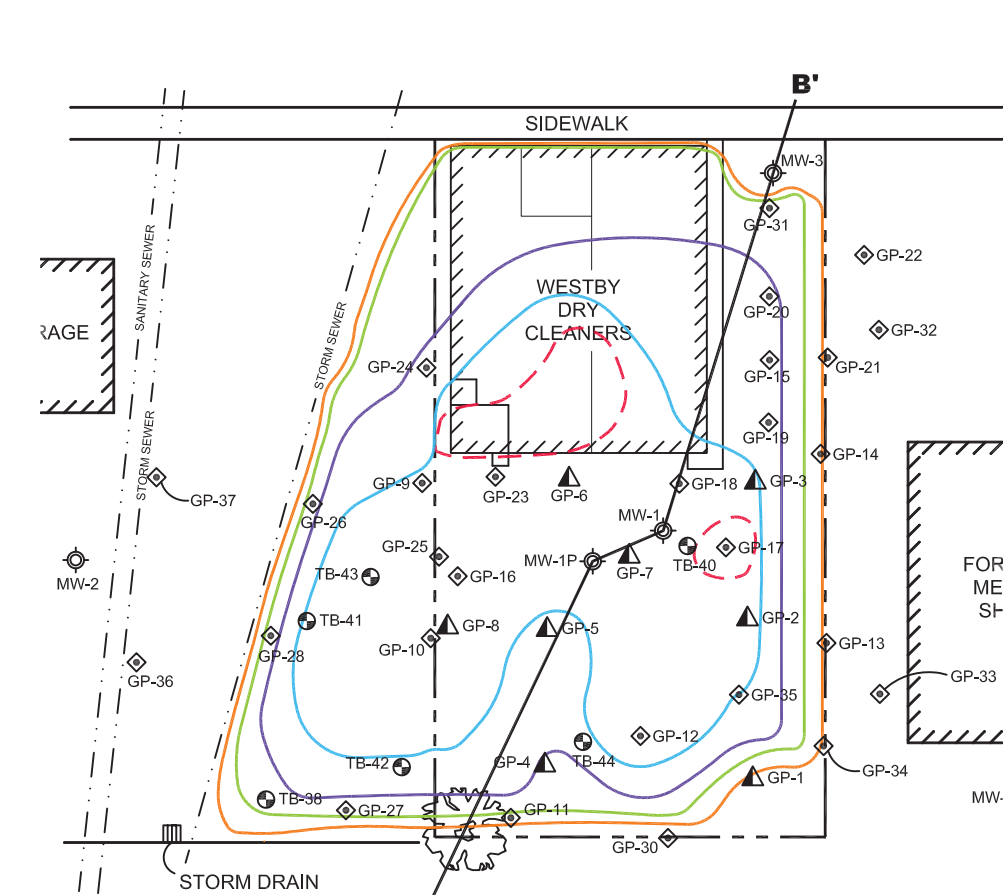 B'
SIDEWALK
MW-3
GP-31
GP-22
SANITARY SEWER
WESTBY
DRY
CLEANERS
GP-20
RAGE
STORM SEWER
GP-32
GP-24
GP-15
GP-21
GP-19
GP-14
STORM SEWER
GP-9
GP-23
GP-6
GP-18
GP-3
GP-37
GP-26
MW-1
GP-25
MW-1P
GP-7
TB-40
GP-17
MW-2
TB-43
GP-16
FOR
ME
SH
TB-41
GP-8
GP-5
GP-2
GP-28
GP-10
GP-13
GP-36
GP-33
GP-35
GP-12
TB-42
GP-4
TB-44
GP-34
GP-1
TB-38
GP-27
GP-11
MW-
GP-30
STORM DRAIN